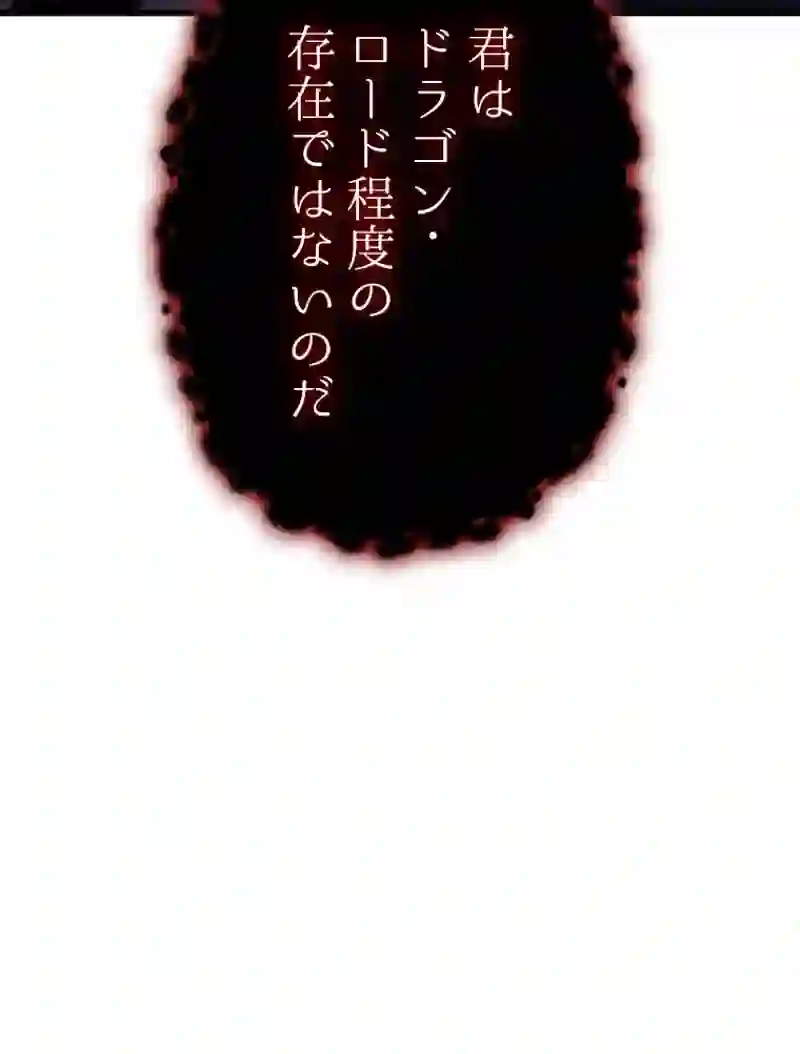 君は
ドラゴン・
ロード程度の
存在ではないのだ